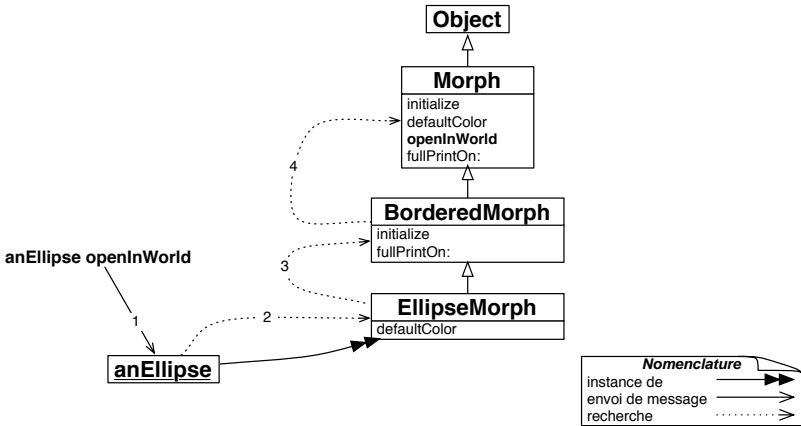 Object
Morph
initialize
defaultColor
openInWorld
fullPrintOn:
4
BorderedMorph
initialize
fullPrintOn:
anEllipse openInWorld
3
EllipseMorph
defaultColor
1
2
anEllipse
Nomenclature
instance de
envoi de message
recherche